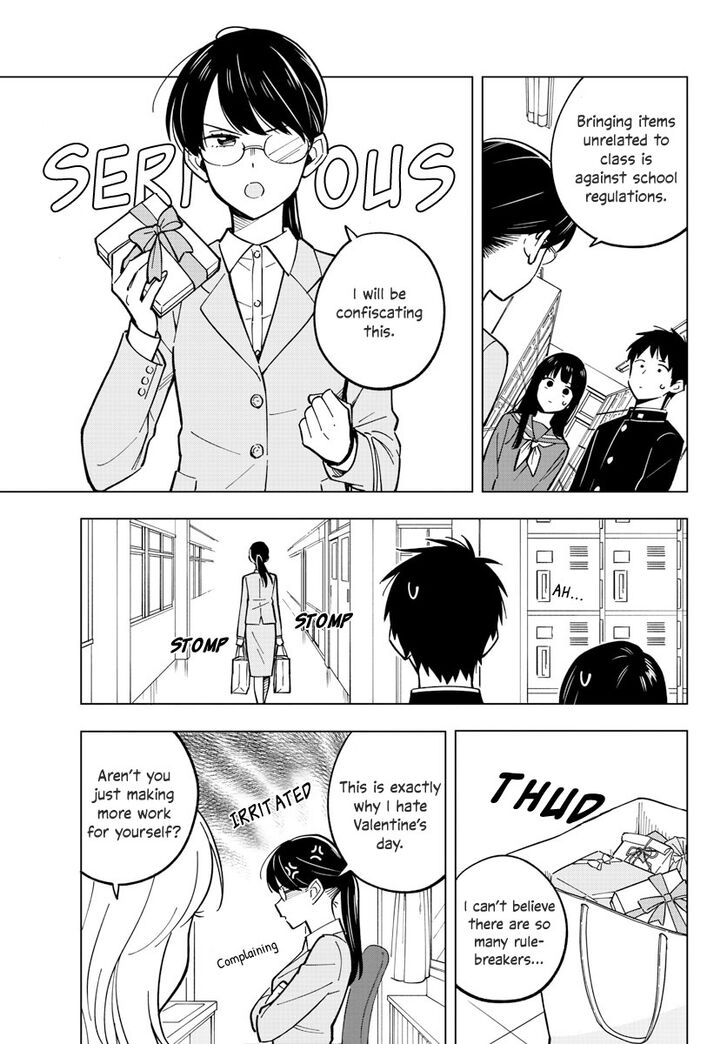 Bringing items
unrelated to
class is
against school
regulations.
SERIOUS
I will be
confiscating
this.
AH...
STOMP
STOMP
THUD
I can't believe
there are so
many rule-
breakers...
This is exactly
why I hate
Valentine's
day.
IRRITATED
Complaining
Aren't you
just making
more work
for yourself?